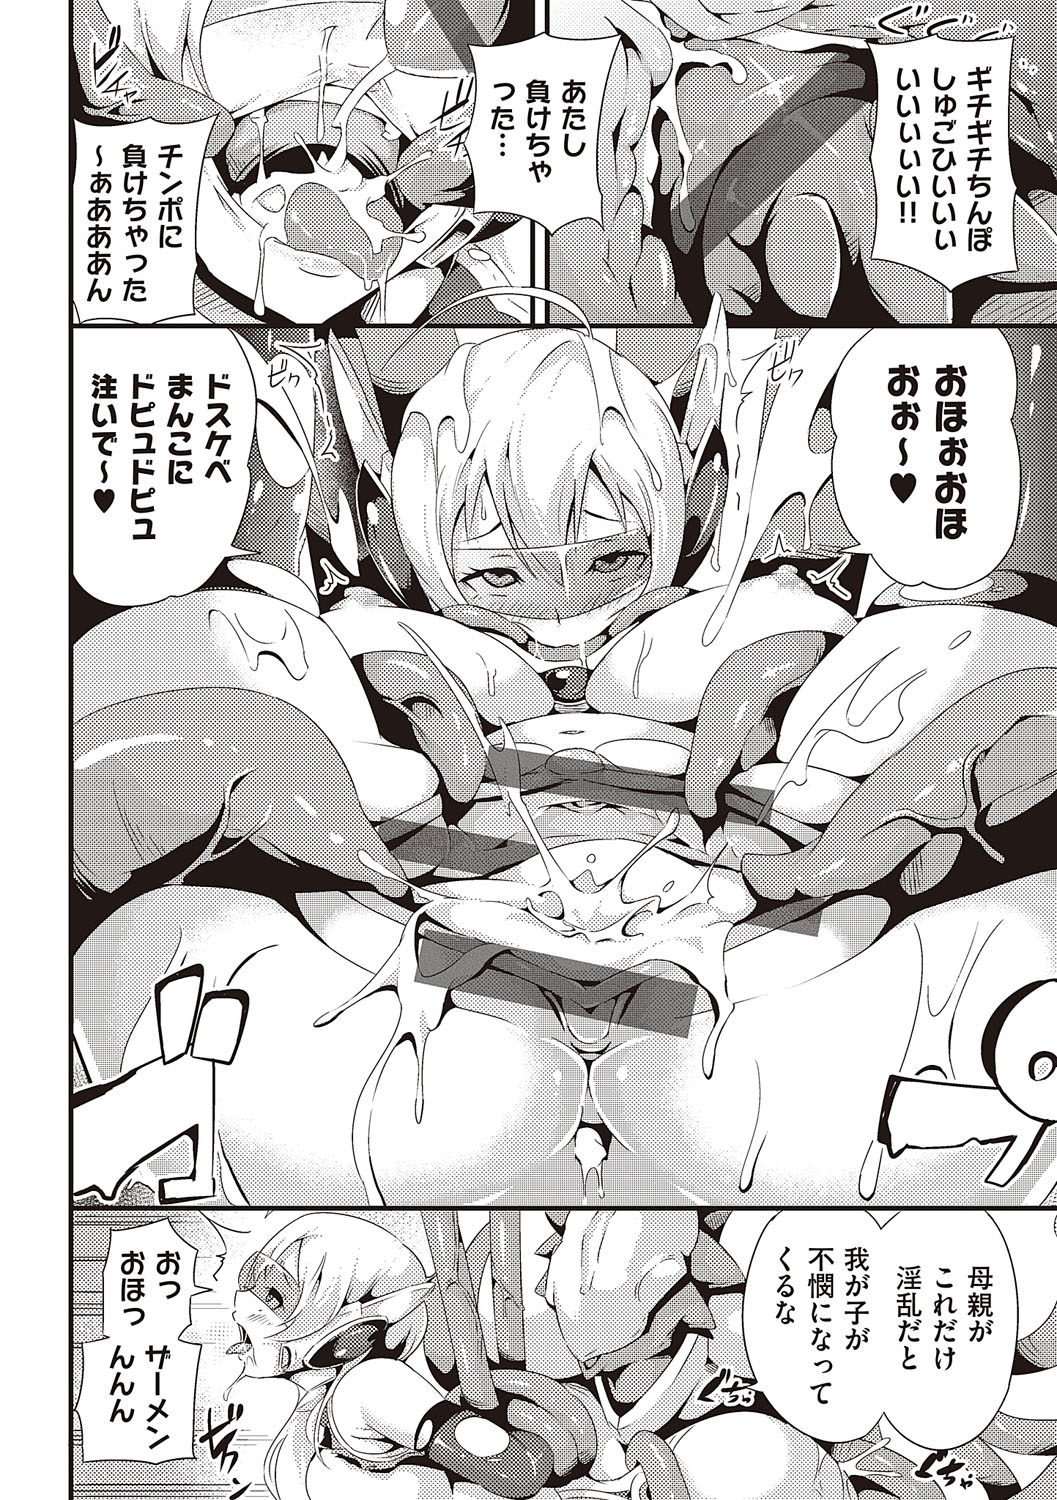 ギチギチちんぽ
しゅごひいいい
いいいいいい!!
あたし
負けちゃ
った…
チンポに
負けちゃった
～ああああん
おほぉおほ
おぉ～♥
ドスケベ
まんこに
ドピュドピュ
注いで～♥
母親が
これだけ
淫乱だと
我が子が
不憫になって
くるな
おっ
おほっ
ザーメン
んんん